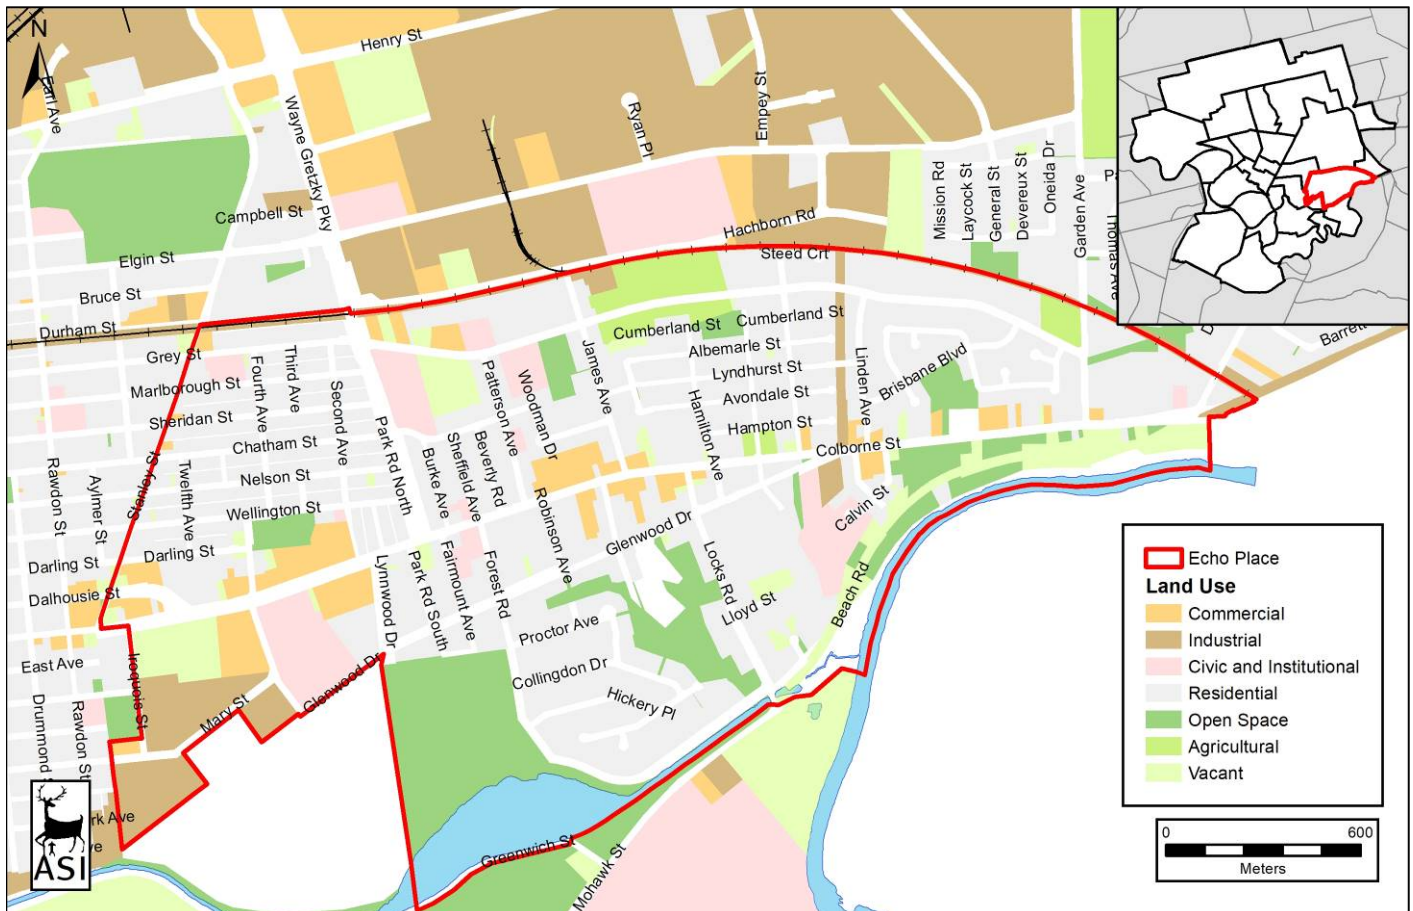 N
Henry St
Earl Ave
Wayne Gretzky Pky
Ryan Pl
Empey St
Campbell St
Hachborn Rd
Mission Rd
Laycock St
General St
Devereux St
Oneida Dr
Garden Ave
Thomas Ave
Elgin St
Steed Crt
Bruce St
Durham St
Cumberland St
Cumberland St
Barrett
Grey St
Albemarle St
Marlborough St
Fourth Ave
Third Ave
Second Ave
Patterson Ave
Woodman Dr
James Ave
Lyndhurst St
Linden Ave
Brisbane Blvd
Sheridan St
Avondale St
Hamilton Ave
Hampton St
Chatham St
Park Rd North
Colborne St
Stanley St
Twelfth Ave
Nelson St
Burke Ave
Sheffield Ave
Beverly Rd
Rawdon St
Aylmer St
Wellington St
Robinson Ave
Glenwood Dr
Calvin St
Darling St
Darling St
Dalhousie St
Lynnwood Dr
Park Rd South
Fairmount Ave
Forest Rd
Locks Rd
Lloyd St
Beach Rd
Proctor Ave
East Ave
Iroquois St
Glenwood Dr
Collingdon Dr
Mary St
Hickery Pl
Drummond S
Rawdon St
rk Ave
ve
Greenwich St
Mohawk St
ASI
Echo Place
Land Use
Commercial
Industrial
Civic and Institutional
Residential
Open Space
Agricultural
Vacant
0 600
Meters